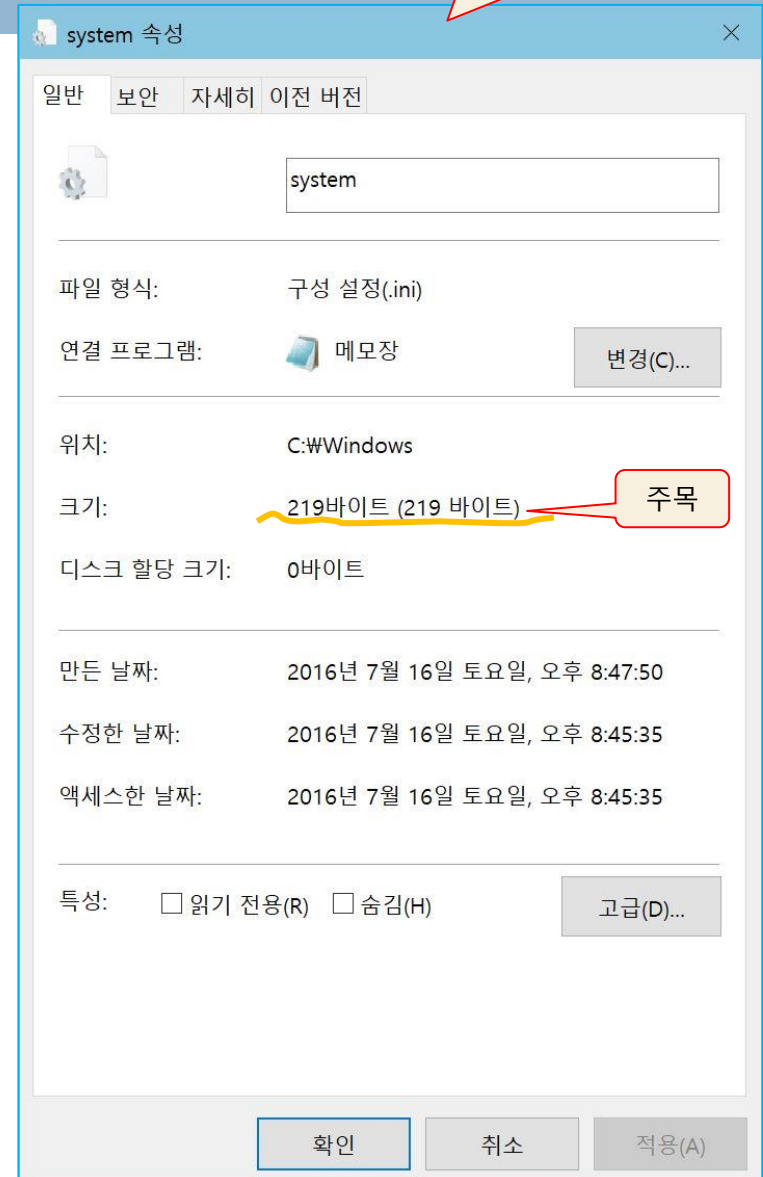 system 속성
일반 보안 자세히 이전 버전
system
파일 형식: 구성 설정(.ini)
연결 프로그램: 메모장 변경(C)...
위치: C:₩Windows
크기: 219바이트 (219 바이트) 주목
디스크 할당 크기: 0바이트
만든 날짜: 2016년 7월 16일 토요일, 오후 8:47:50
수정한 날짜: 2016년 7월 16일 토요일, 오후 8:45:35
액세스한 날짜: 2016년 7월 16일 토요일, 오후 8:45:35
특성: 읽기 전용(R) 숨김(H) 고급(D)...
확인 취소 적용(A)